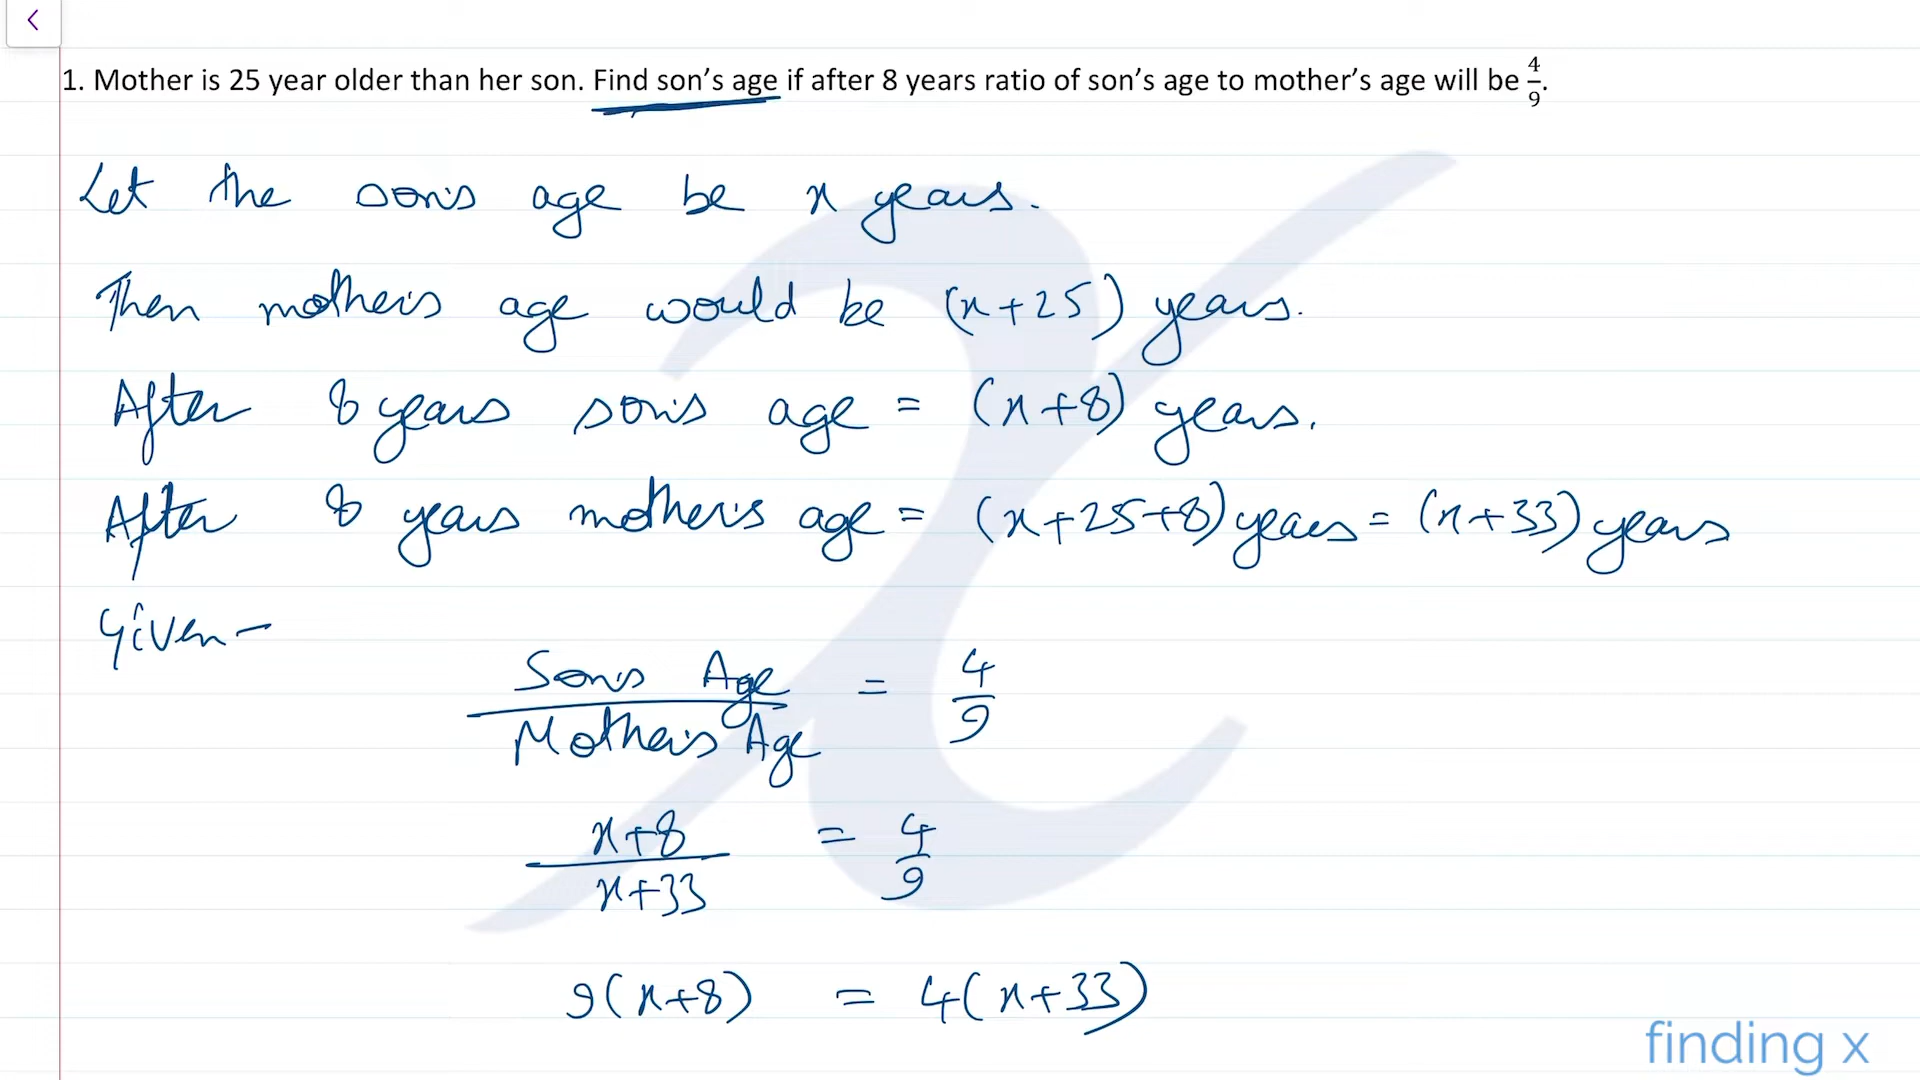 1. Mother is 25 year older than her son. Find son's age if after 8 years ratio of son's age to mother's age will be 4/9.
Let the son's age be x years.
Then mother's age would be (x+25) years.
After 8 years son's age = (x+8) years.
After 8 years mother's age = (x+25+8) years = (x+33) years
Given -
Son's Age / Mother's Age = 4/9
x+8 / x+33 = 4/9
9(x+8) = 4(x+33)
finding x